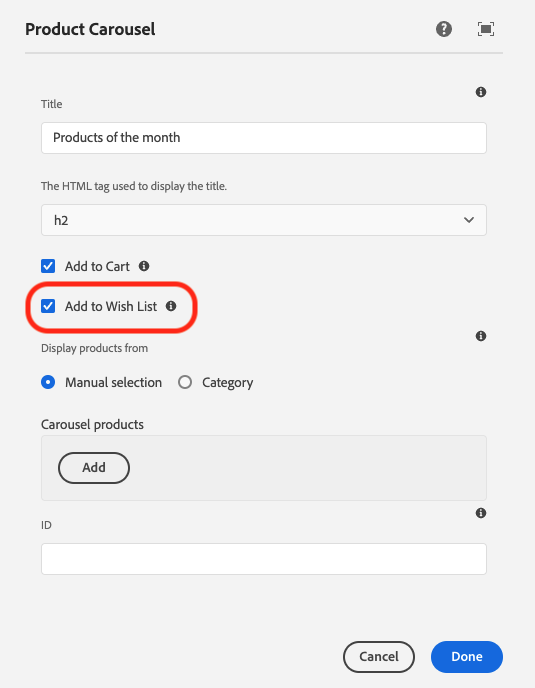 Product Carousel
Title
Products of the month
The HTML tag used to display the title.
h2
Add to Cart
Add to Wish List
Display products from
Manual selection Category
Carousel products
Add
ID
Cancel Done